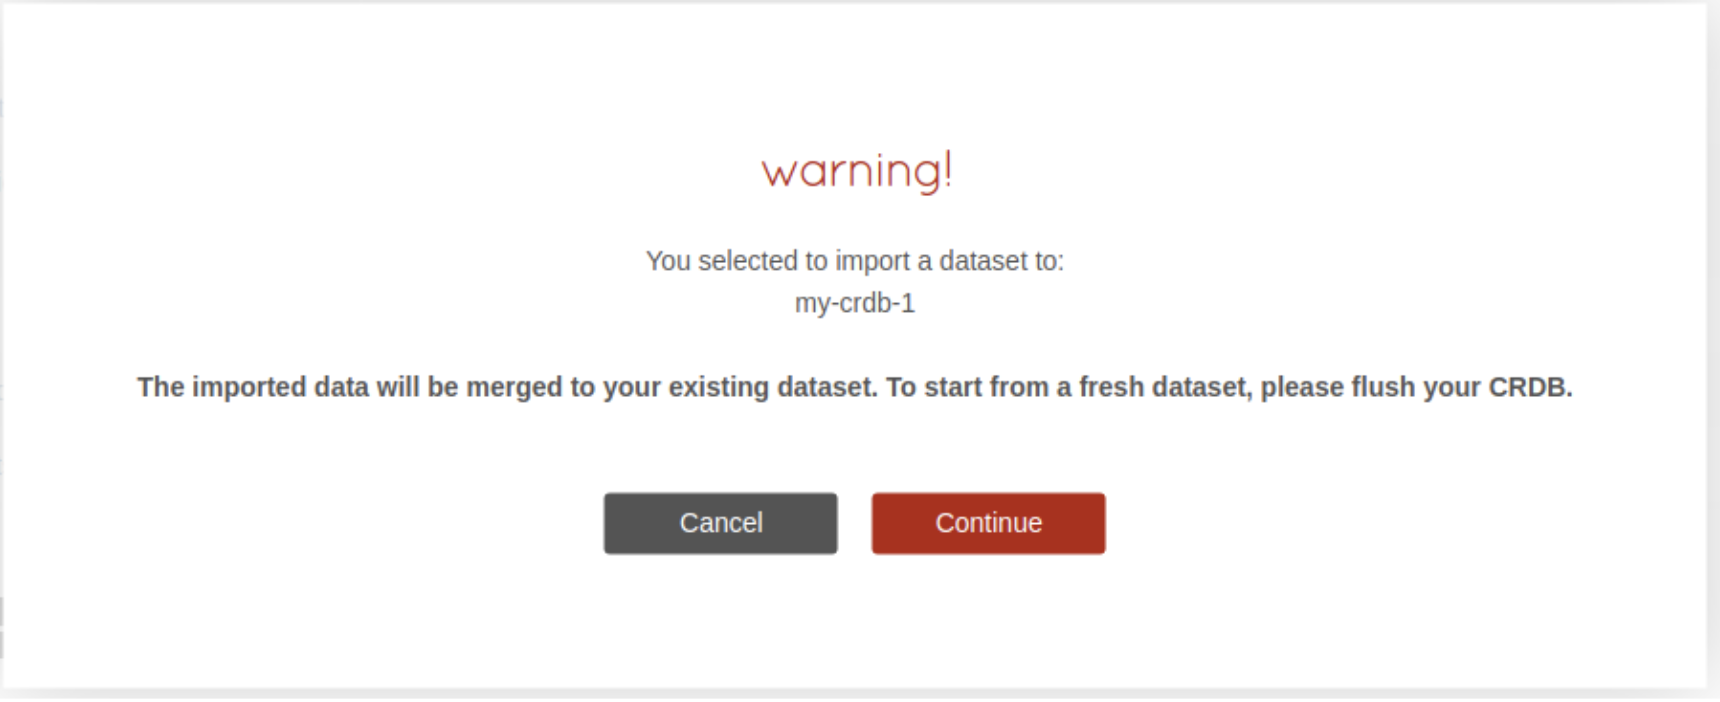 warning!
You selected to import a dataset to:
my-crdb-1
The imported data will be merged to your existing dataset. To start from a fresh dataset, please flush your CRDB.
Cancel
Continue